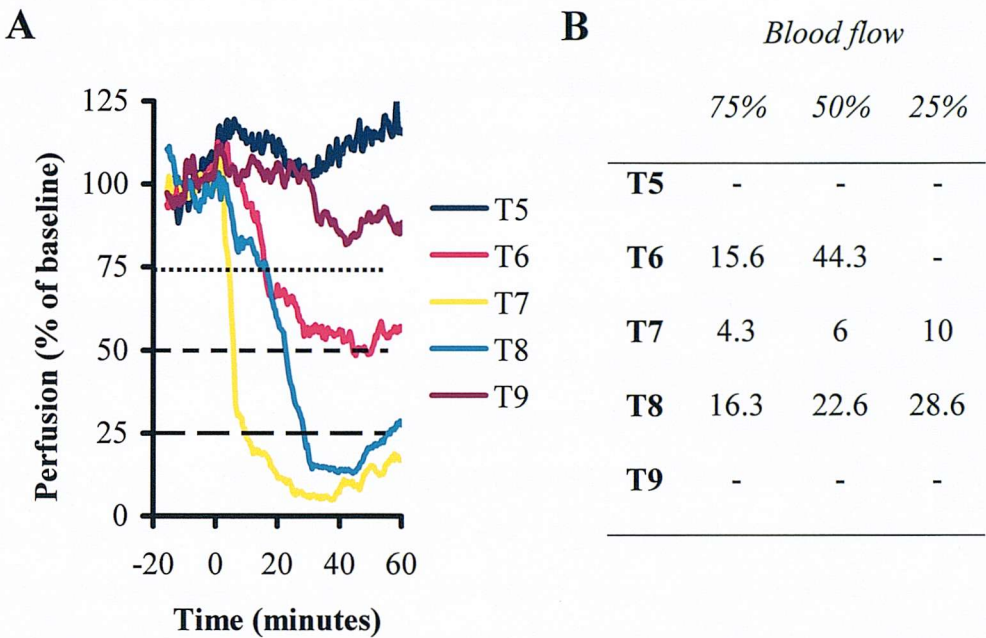 A
125
100
75
50
25
0
-20 0 20 40 60
Perfusion (% of baseline)
Time (minutes)
T5
T6
T7
T8
T9
B
Blood flow
75% 50% 25%
T5 - - -
T6 15.6 44.3 -
T7 4.3 6 10
T8 16.3 22.6 28.6
T9 - - -